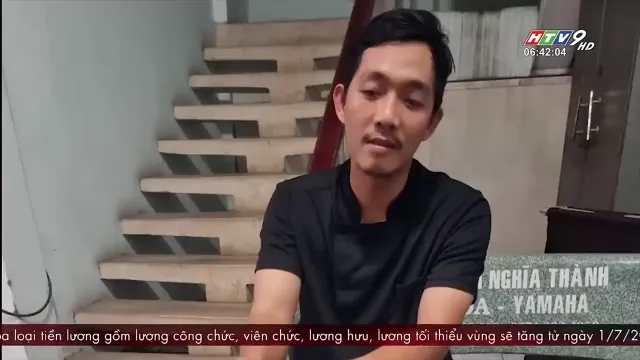 HTV9 HD
06:42:04
NGHĨA THÀNH
- YAMAHA
loại tiền lương gồm lương công chức, viên chức, lương hưu, lương tối thiểu vùng sẽ tăng từ ngày 1/7/2